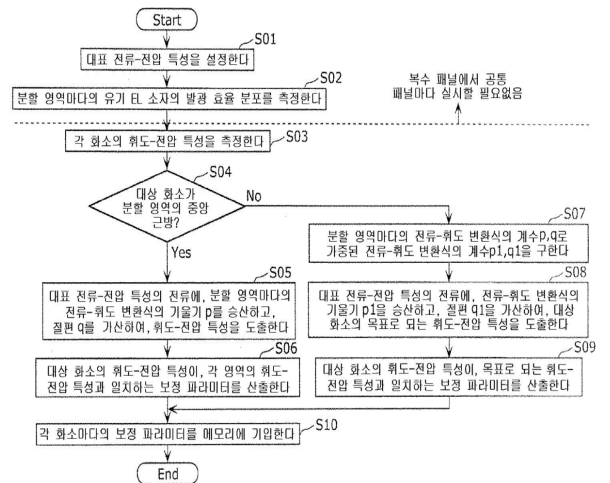 Start
S01
대표 전류-전압 특성을 설정한다
S02
분할 영역마다의 유기 EL 소자의 발광 효율 분포를 측정한다
복수 패널에서 공통
패널마다 실시할 필요없음
S03
각 화소의 휘도-전압 특성을 측정한다
S04
대상 화소가
분할 영역의 중앙
근방?
No
Yes
S07
분할 영역마다의 전류-휘도 변환식의 계수p,q로
가중된 전류-휘도 변환식의 계수p1,q1을 구한다
S05
대표 전류-전압 특성의 전류에, 분할 영역마다의
전류-휘도 변환식의 기울기 p를 승산하고,
절편 q를 가산하여, 휘도-전압 특성을 도출한다
S08
대표 전류-전압 특성의 전류에, 전류-휘도 변환식의
기울기 p1을 승산하고, 절편 q1을 가산하여, 대상
화소의 목표로 되는 휘도-전압 특성을 도출한다
S06
대상 화소의 휘도-전압 특성이, 각 영역의 휘도-
전압 특성과 일치하는 보정 파라미터를 산출한다
S09
대상 화소의 휘도-전압 특성이, 목표로 되는 휘도-
전압 특성과 일치하는 보정 파라미터를 산출한다
S10
각 화소마다의 보정 파라미터를 메모리에 기입한다
End